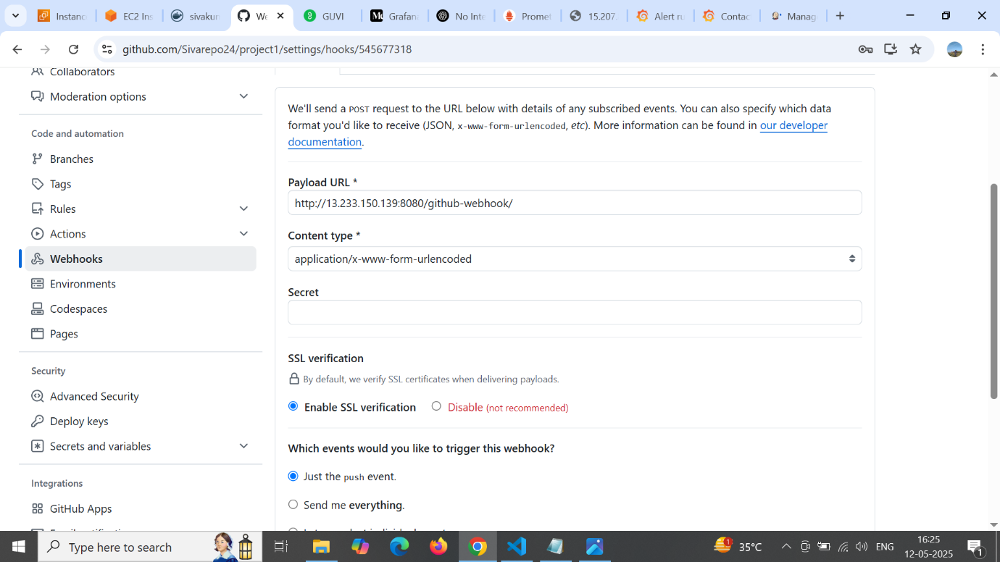 Instanc
EC2 Ins
sivakun
We
GUVI
Grafana
No Inte
Promet
15.207.
Alert ru
Contac
Manag
github.com/Sivarepo24/project1/settings/hooks/545677318
Collaborators
Moderation options
Code and automation
Branches
Tags
Rules
Actions
Webhooks
Environments
Codespaces
Pages
Security
Advanced Security
Deploy keys
Secrets and variables
Integrations
GitHub Apps
We'll send a POST request to the URL below with details of any subscribed events. You can also specify which data
format you'd like to receive (JSON, x-www-form-urlencoded, etc). More information can be found in our developer
documentation.
Payload URL *
http://13.233.150.139:8080/github-webhook/
Content type *
application/x-www-form-urlencoded
Secret
SSL verification
By default, we verify SSL certificates when delivering payloads.
Enable SSL verification Disable (not recommended)
Which events would you like to trigger this webhook?
Just the push event.
Send me everything.
Type here to search
1
35°C
ENG
16:25
12-05-2025
1